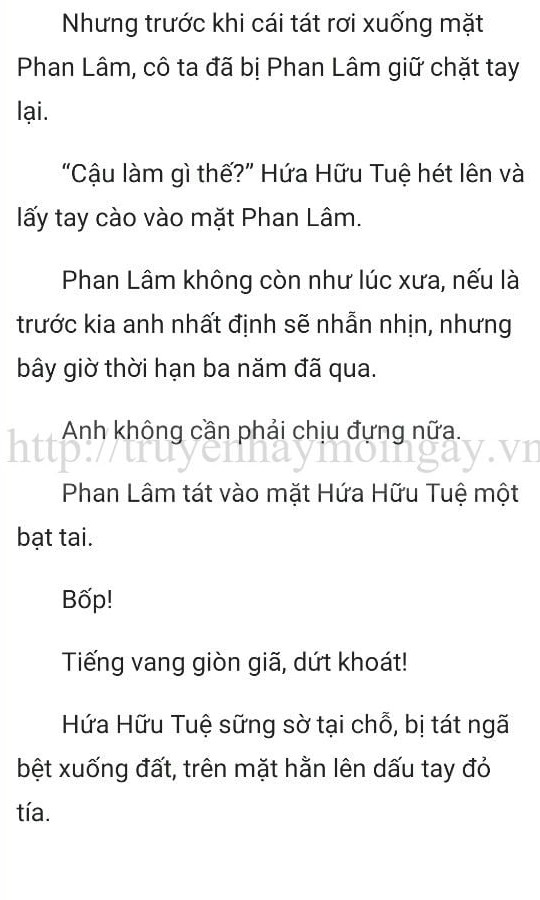 Nhưng trước khi cái tát rơi xuống mặt
Phan Lâm, cô ta đã bị Phan Lâm giữ chặt tay
lại.
“Cậu làm gì thế?” Hứa Hữu Tuệ hét lên và
lấy tay cào vào mặt Phan Lâm.
Phan Lâm không còn như lúc xưa, nếu là
trước kia anh nhất định sẽ nhẫn nhịn, nhưng
bây giờ thời hạn ba năm đã qua.
Anh không cần phải chịu đựng nữa.
http://truyenhaymoingay.vn
Phan Lâm tát vào mặt Hứa Hữu Tuệ một
bạt tai.
Bốp!
Tiếng vang giòn giã, dứt khoát!
Hứa Hữu Tuệ sững sờ tại chỗ, bị tát ngã
bệt xuống đất, trên mặt hằn lên dấu tay đỏ
tía.